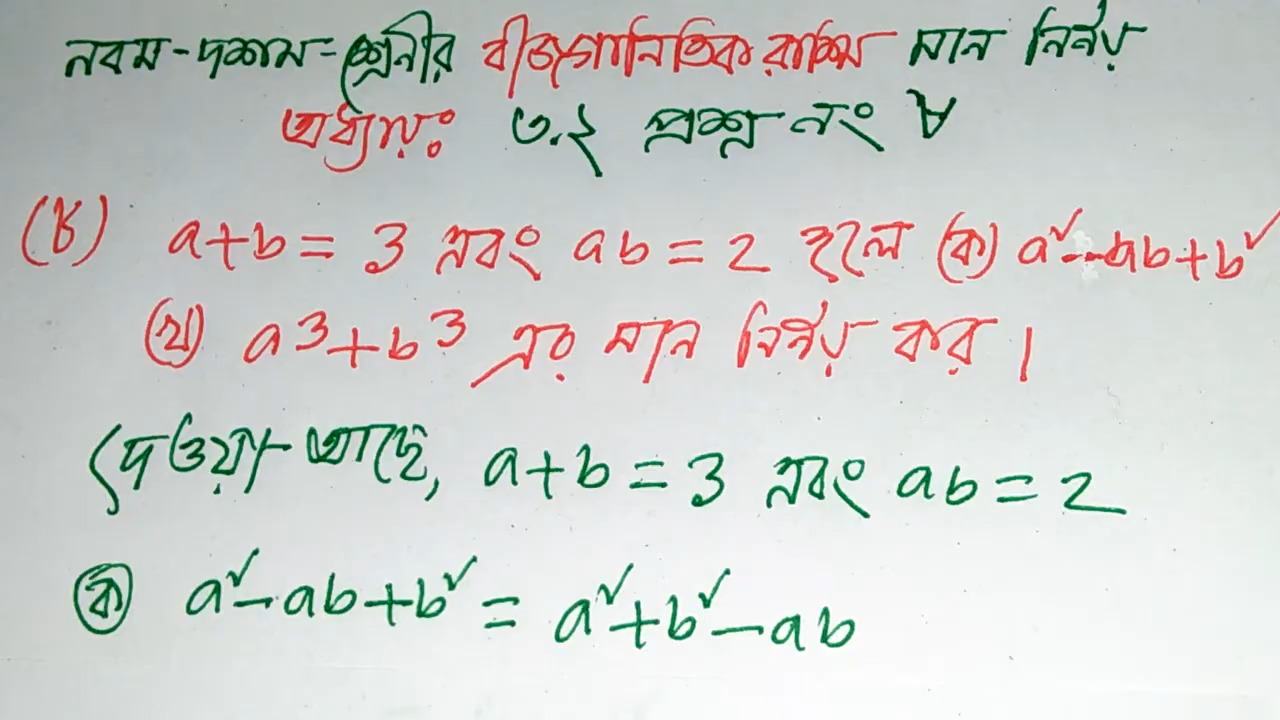 নবম-দশম-শ্রেনীর বীজগানিতিক রাশির মান নির্নয়
অধ্যায়ঃ ৩.২ প্রশ্ন নং ৮
(৮) a+b = 3 এবং ab = 2 হলে (ক) a² - ab + b²
(খ) a³+b³ এর মান নির্নয় কর।
দেওয়া আছে, a+b = 3 এবং ab = 2
(ক) a² - ab + b² = a² + b² - ab